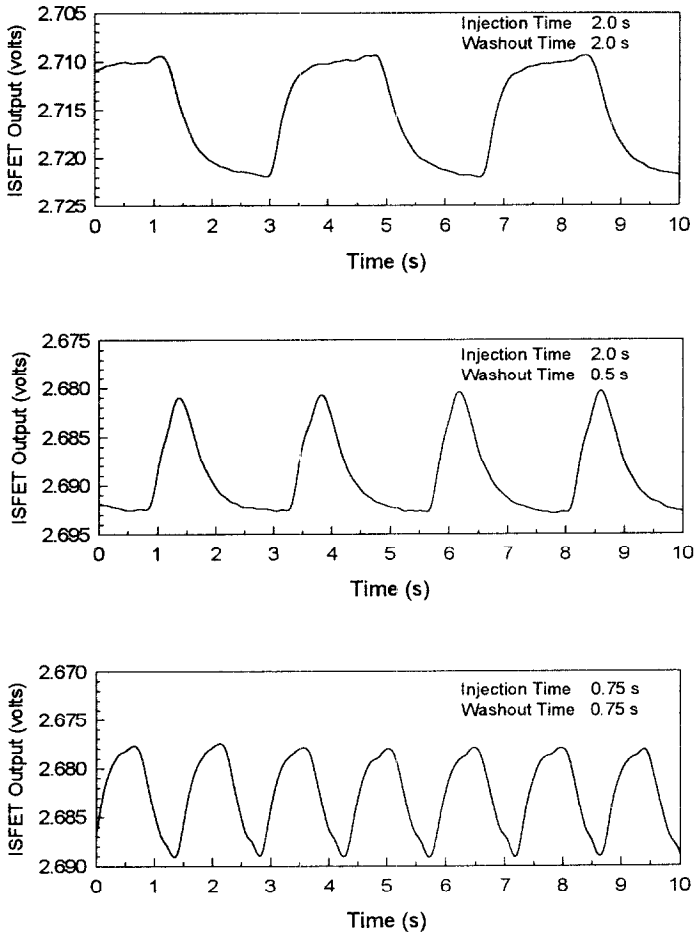 ISFET Output (volts)
2.705
2.710
2.715
2.720
2.725
Injection Time 2.0 s
Washout Time 2.0 s
0 1 2 3 4 5 6 7 8 9 10
Time (s)
ISFET Output (volts)
2.675
2.680
2.685
2.690
2.695
Injection Time 2.0 s
Washout Time 0.5 s
0 1 2 3 4 5 6 7 8 9 10
Time (s)
ISFET Output (volts)
2.670
2.675
2.680
2.685
2.690
Injection Time 0.75 s
Washout Time 0.75 s
0 1 2 3 4 5 6 7 8 9 10
Time (s)